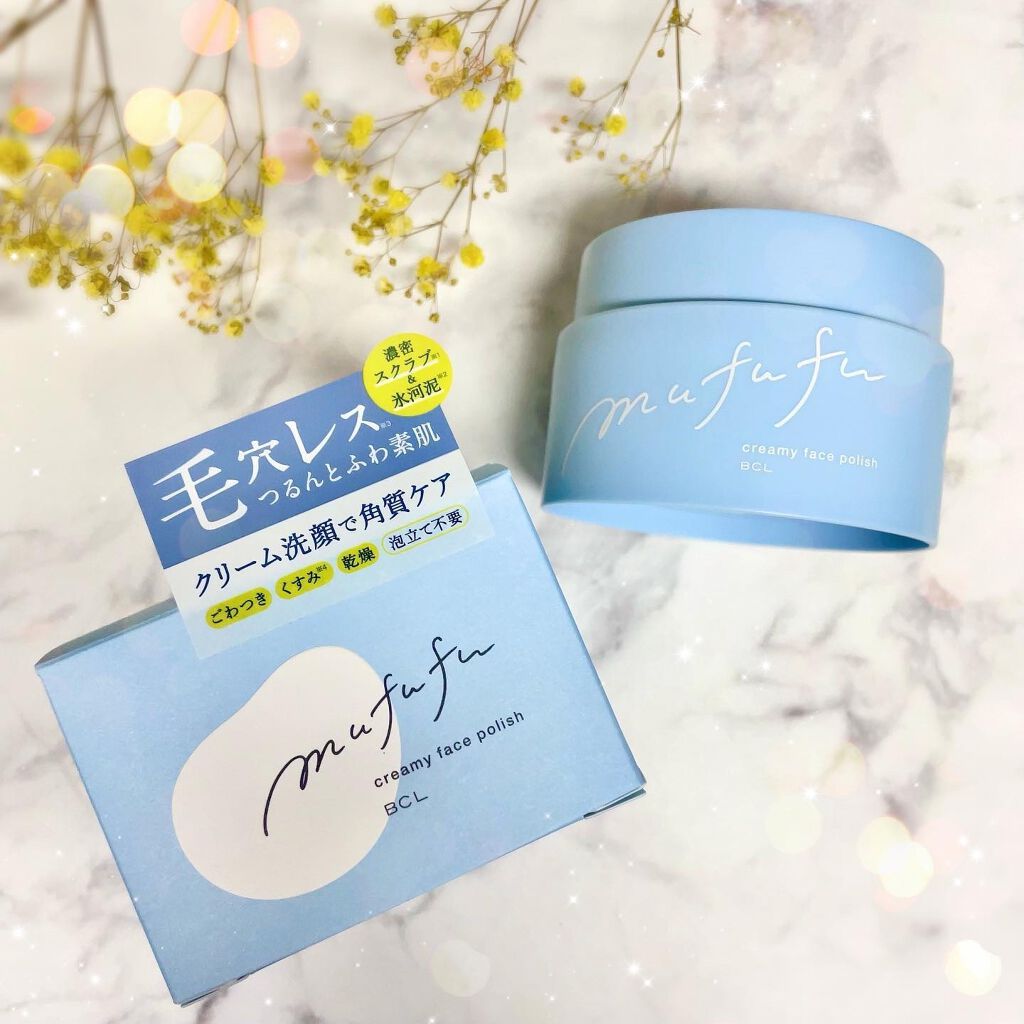 濃密
スクラブ※1
&
氷河泥※2
毛穴レス※3
つるんとふわ素肌
クリーム洗顔で角質ケア
ごわつき くすみ※4 乾燥 泡立て不要
mufufu
creamy face polish
BCL
mufufu
creamy face polish
BCL